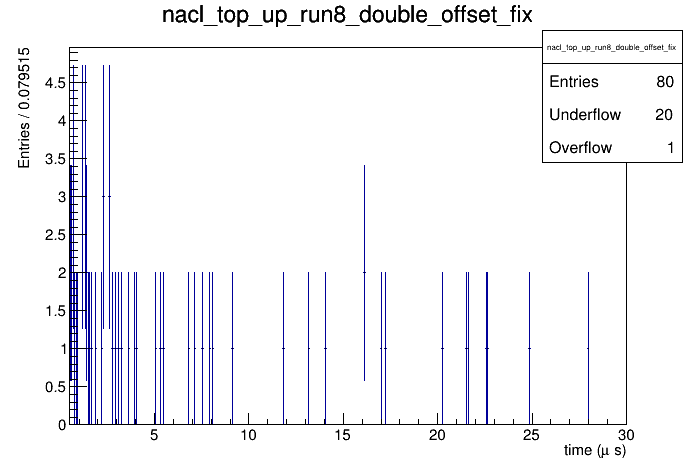 nacl_top_up_run8_double_offset_fix
nacl_top_up_run8_double_offset_fix
Entries 80
Underflow 20
Overflow 1
Entries / 0.079515
4.5
4
3.5
3
2.5
2
1.5
1
0.5
0
5 10 15 20 25 30
time (μ s)